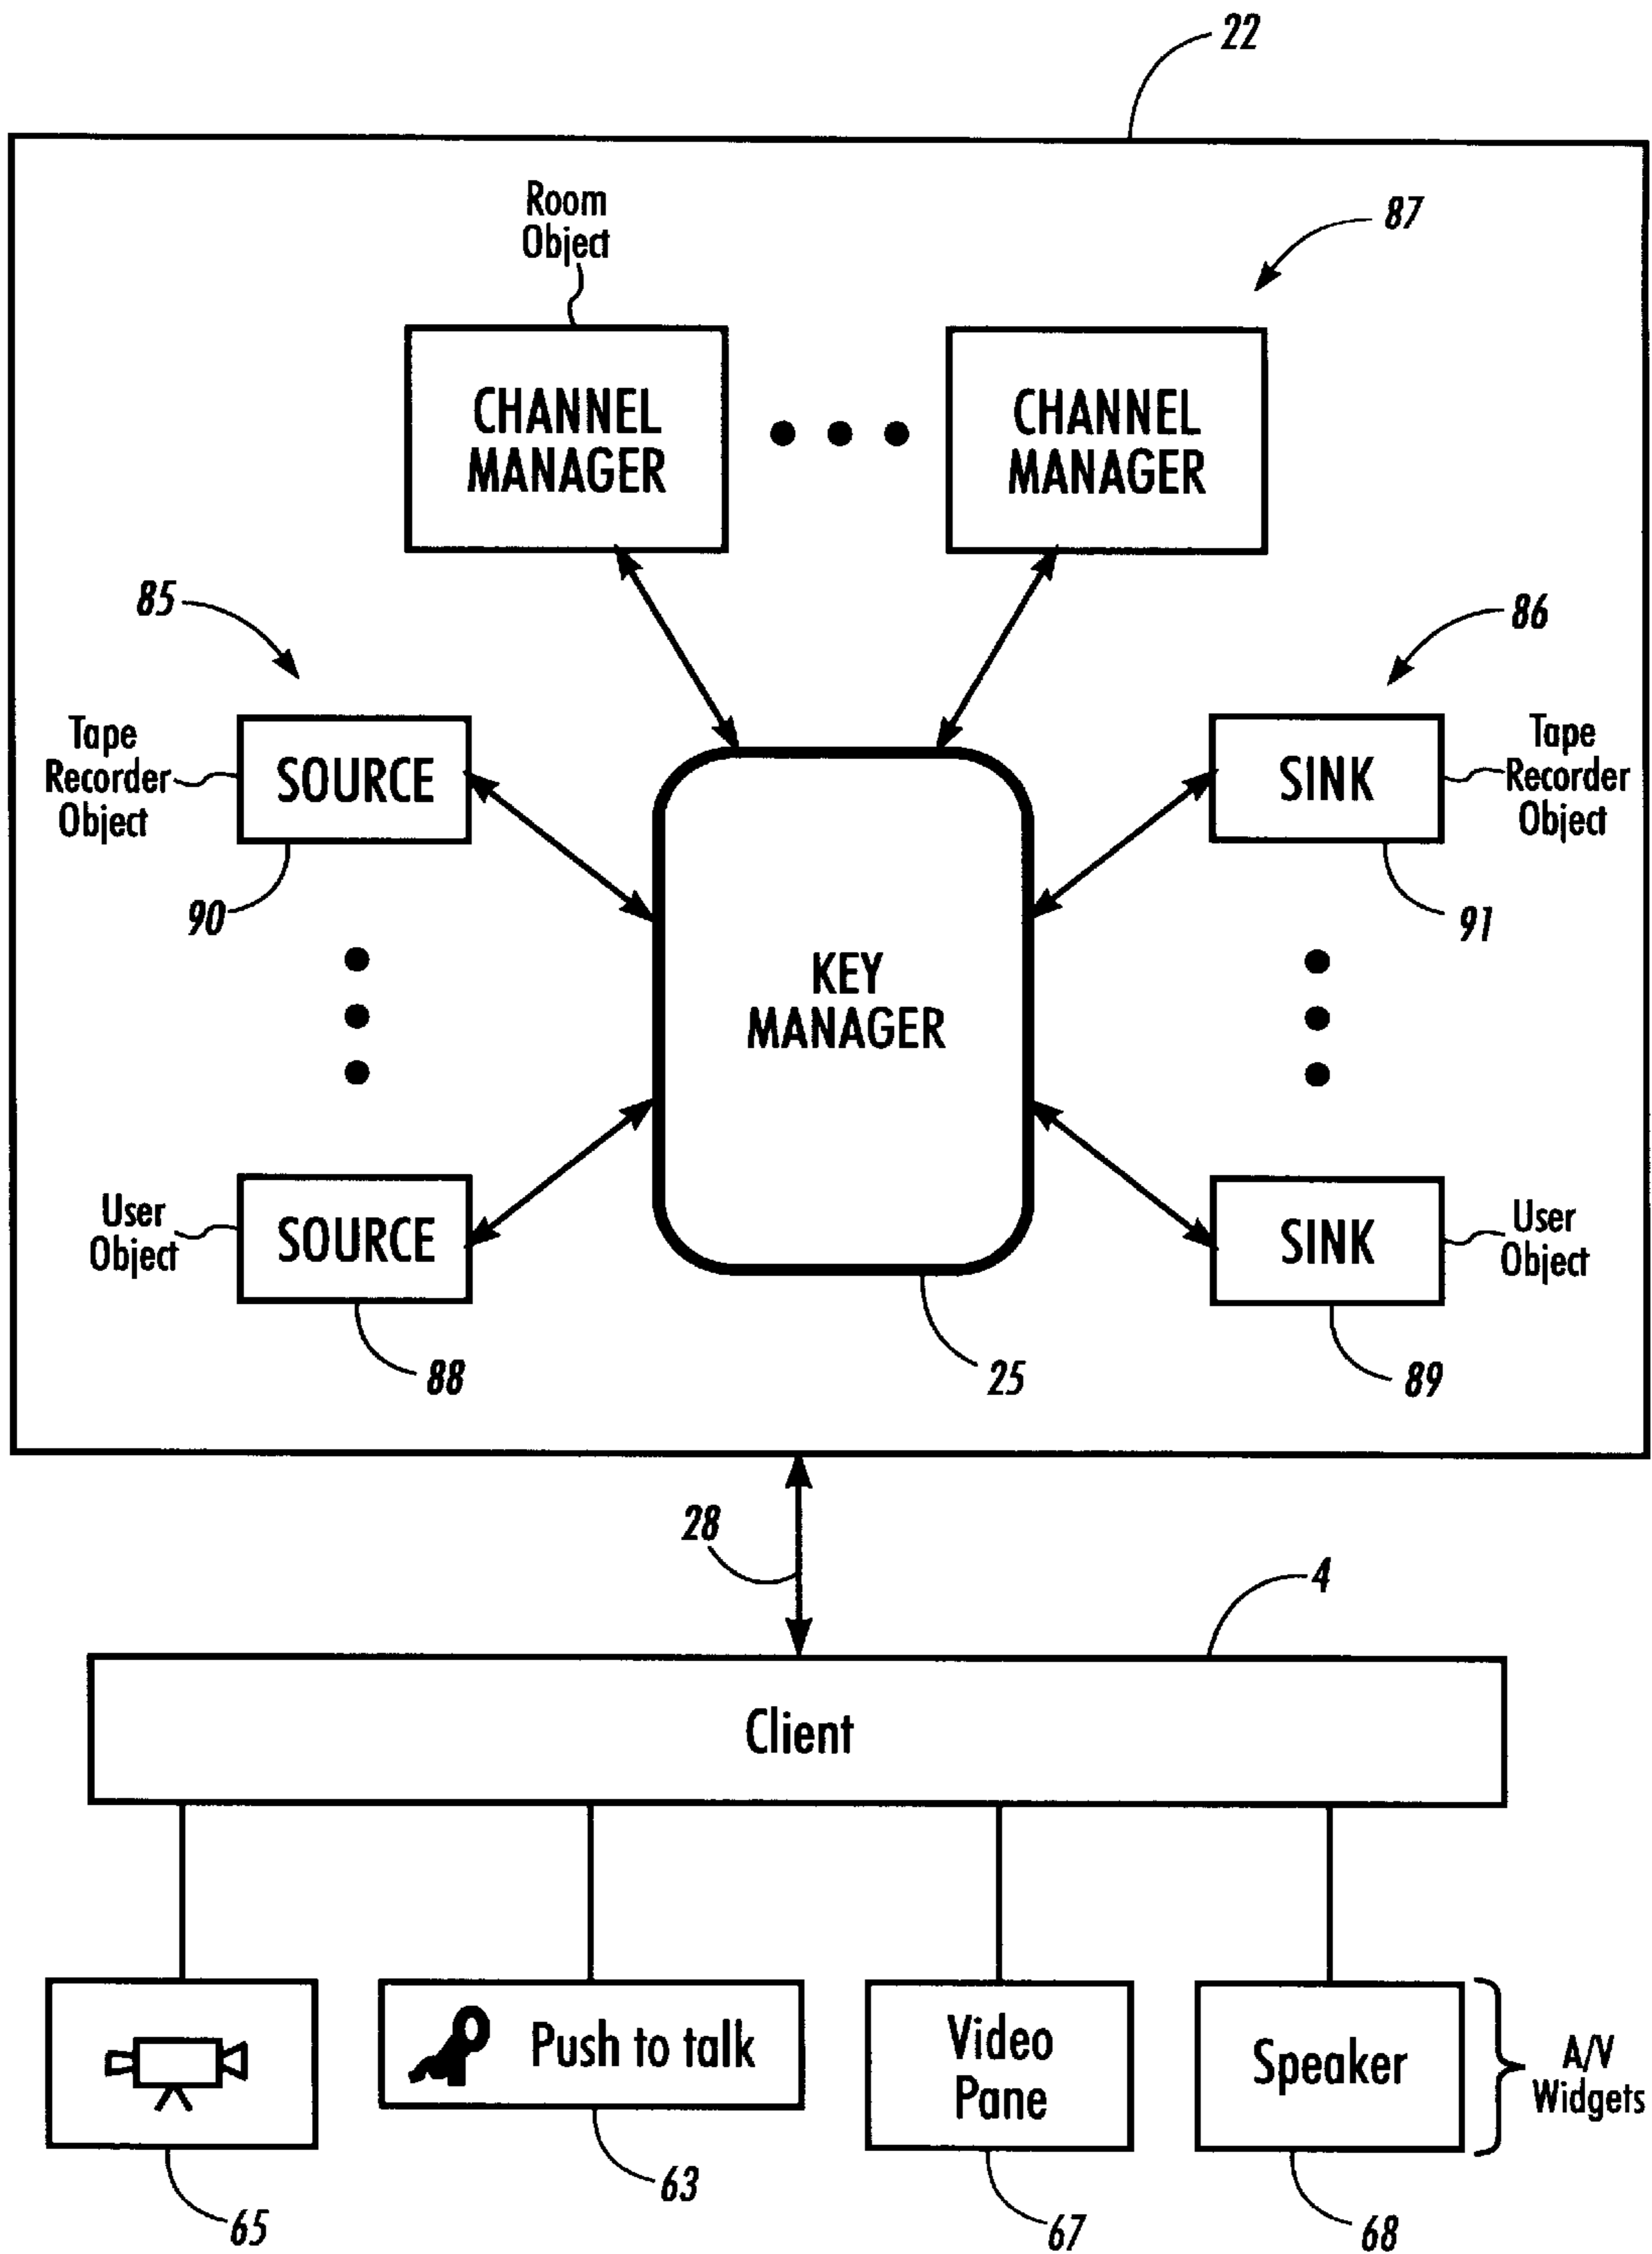 22
Room
Object
87
CHANNEL
MANAGER
CHANNEL
MANAGER
85
86
Tape
Recorder
Object
SOURCE
SINK
Tape
Recorder
Object
90
91
KEY
MANAGER
User
Object
SOURCE
SINK
User
Object
88
25
89
28
4
Client
Push to talk
Video
Pane
Speaker
A/V
Widgets
65
63
67
68